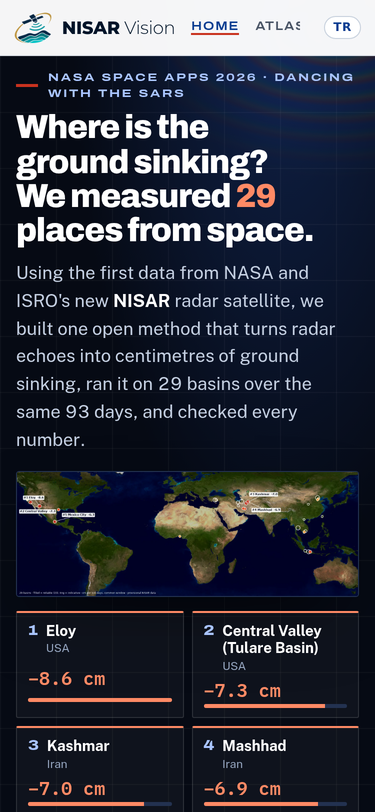 NISAR Vision
HOME
ATLAS
TR
NASA SPACE APPS 2026 · DANCING
WITH THE SARS
Where is the
ground sinking?
We measured 29
places from space.
Using the first data from NASA and
ISRO's new NISAR radar satellite, we
built one open method that turns radar
echoes into centimetres of ground
sinking, ran it on 29 basins over the
same 93 days, and checked every
number.
1 Eloy
USA
−8.6 cm
2 Central Valley
(Tulare Basin)
USA
−7.3 cm
3 Kashmar
Iran
−7.0 cm
4 Mashhad
Iran
−6.9 cm